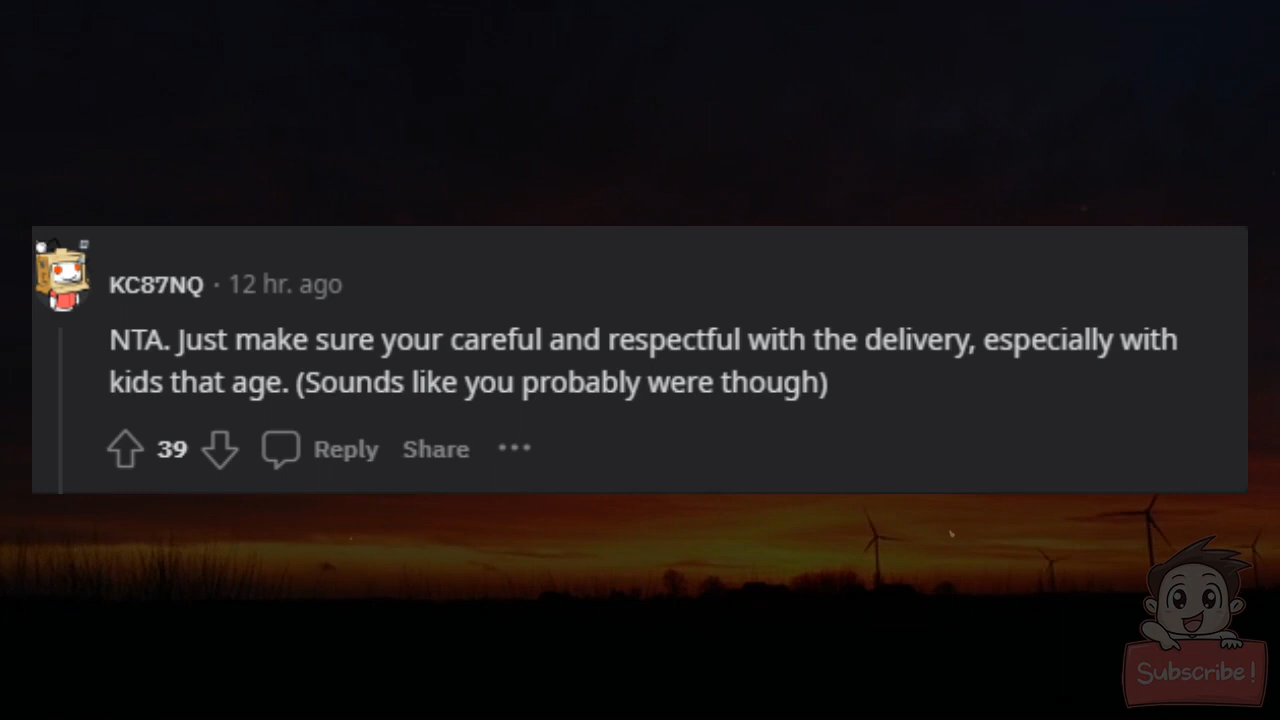 KC87NQ · 12 hr. ago
NTA. Just make sure your careful and respectful with the delivery, especially with
kids that age. (Sounds like you probably were though)
39 Reply Share ···
Subscribe!